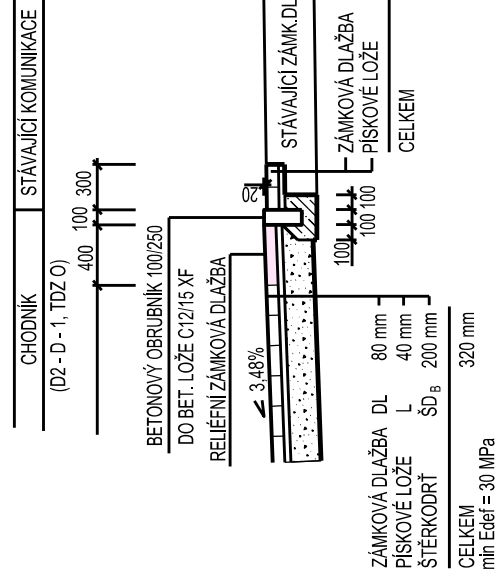 CHODNÍK
STÁVAJÍCÍ KOMUNIKACE
(D2 - D - 1, TDZ O)
400
100
300
BETONOVÝ OBRUBNÍK 100/250
DO BET. LOŽE C12/15 XF
RELIÉFNÍ ZÁMKOVÁ DLAŽBA
3,48%
20
STÁVAJÍCÍ ZÁMK.DL
100
100 100
100
ZÁMKOVÁ DLAŽBA
PÍSKOVÉ LOŽE
CELKEM
ZÁMKOVÁ DLAŽBA DL 80 mm
PÍSKOVÉ LOŽE L 40 mm
ŠTĚRKODRŤ ŠDB 200 mm
CELKEM 320 mm
min Edef = 30 MPa